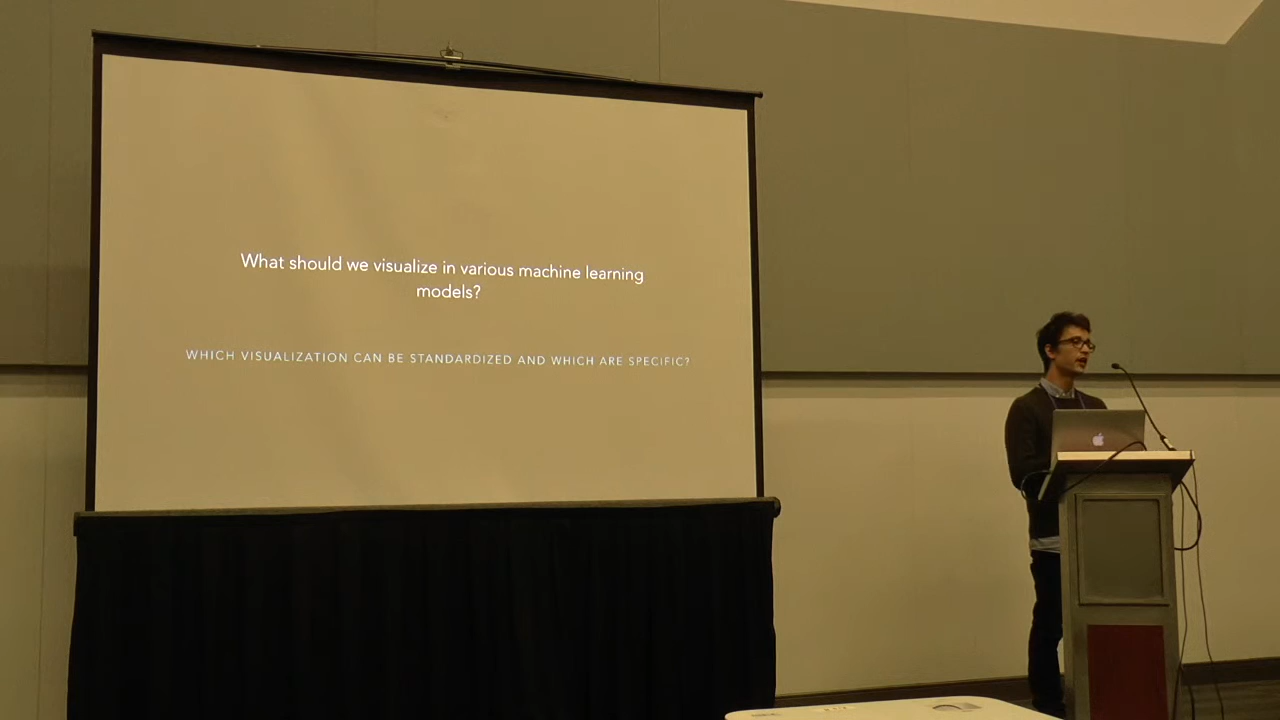 What should we visualize in various machine learning
models?
WHICH VISUALIZATION CAN BE STANDARDIZED AND WHICH ARE SPECIFIC?